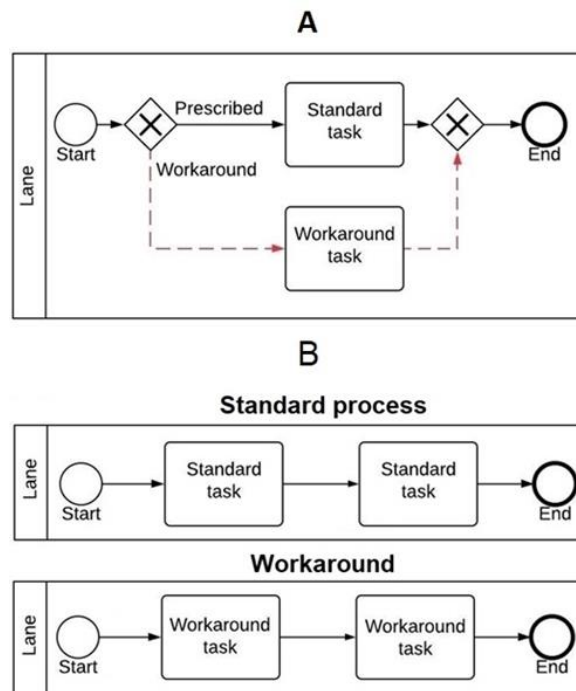 A
Lane
Start
Prescribed
Workaround
Standard
task
Workaround
task
End
B
Standard process
Lane
Start
Standard
task
Standard
task
End
Workaround
Lane
Start
Workaround
task
Workaround
task
End